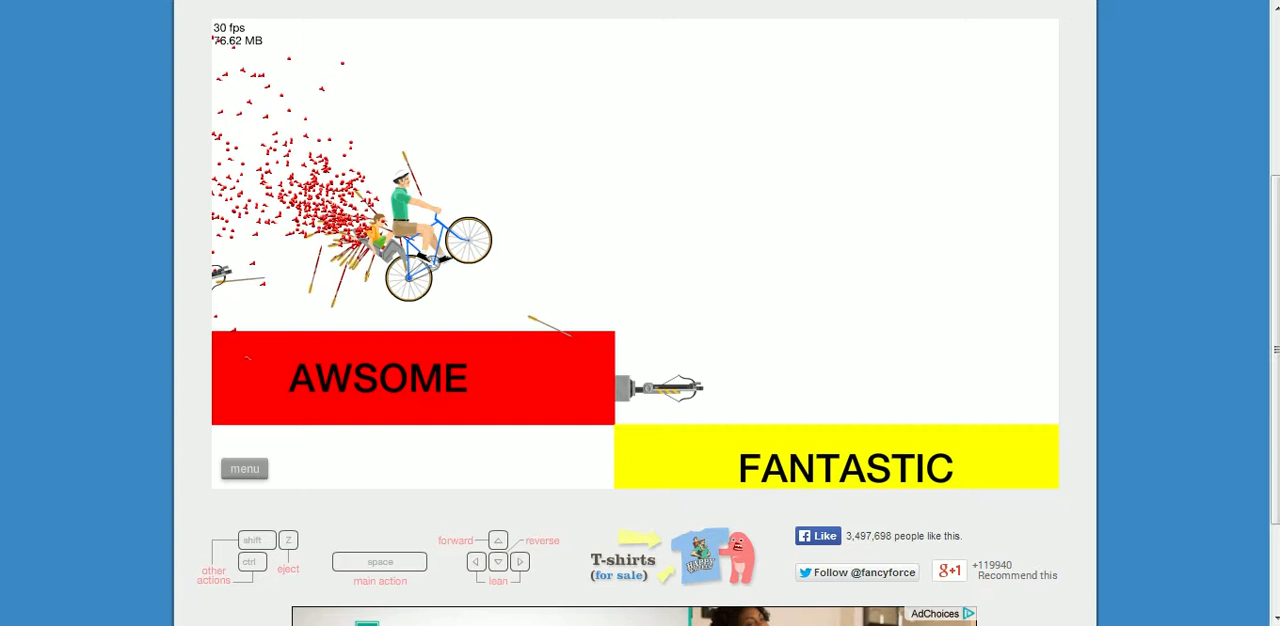 30 fps
76.62 MB
AWSOME
FANTASTIC
menu
shift
Z
ctrl
other
actions
eject
space
main action
forward
reverse
lean
T-shirts
(for sale)
HAPPY
Like
3,497,698 people like this.
Follow @fancyforce
g+1
+119940
Recommend this
AdChoices